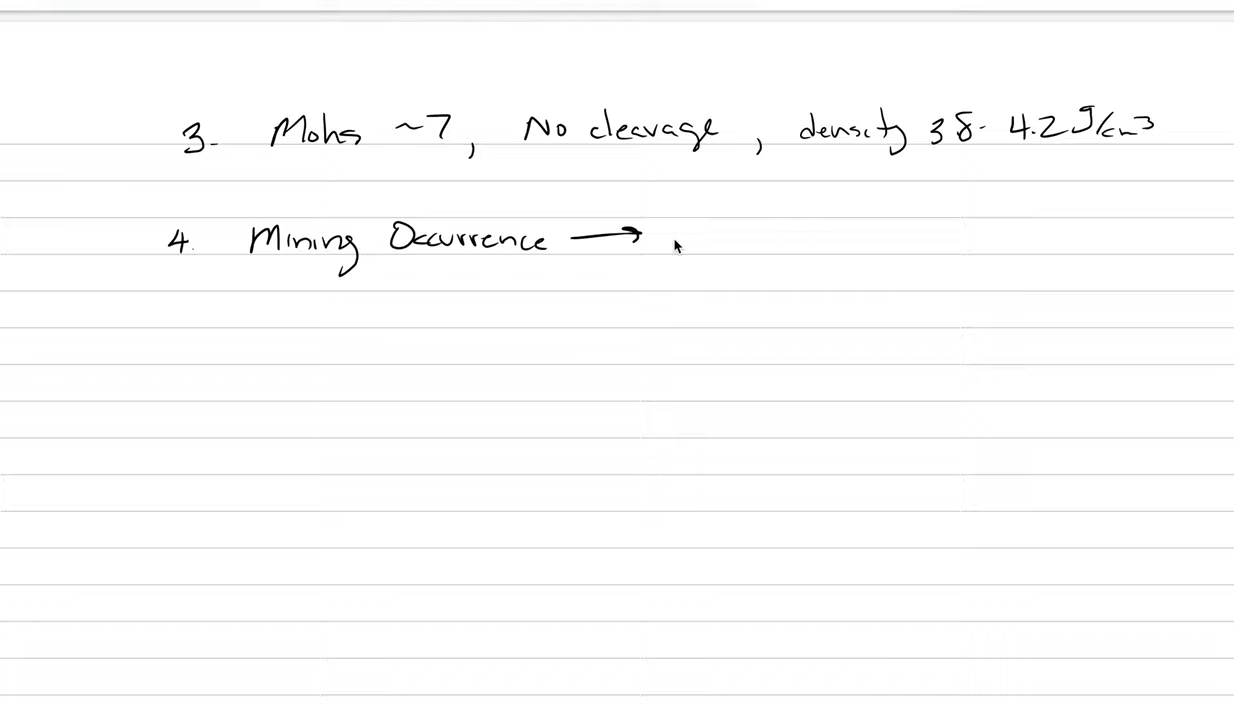 3. Mohs ~7, No cleavage, density 3 8- 4.2 g/cm3
4. Mining Occurrence →